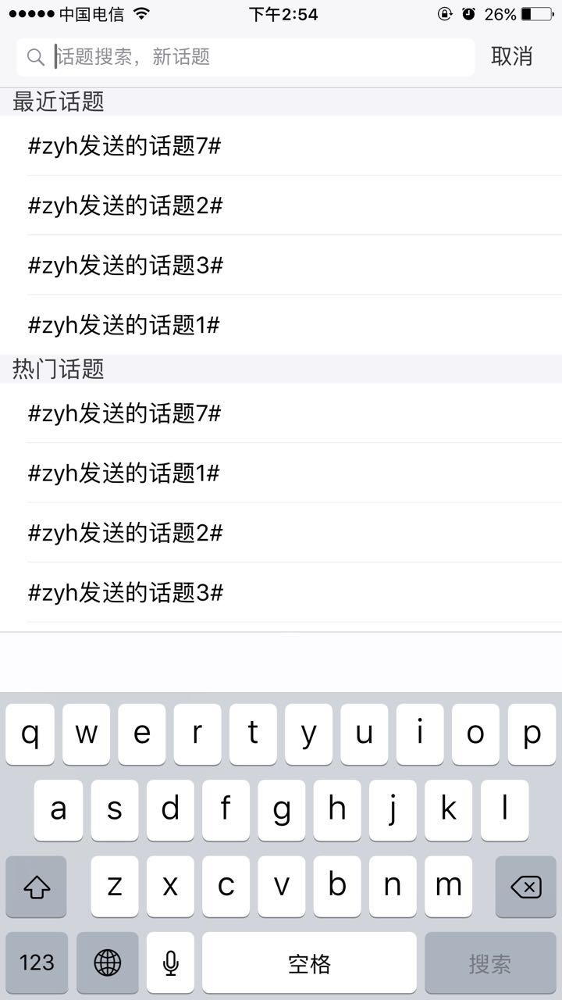 中国电信 下午2:54 26%
话题搜索，新话题 取消
最近话题
#zyh发送的话题7#
#zyh发送的话题2#
#zyh发送的话题3#
#zyh发送的话题1#
热门话题
#zyh发送的话题7#
#zyh发送的话题1#
#zyh发送的话题2#
#zyh发送的话题3#
q w e r t y u i o p
a s d f g h j k l
z x c v b n m
123 空格 搜索